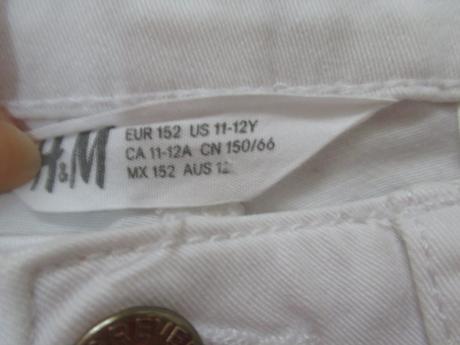 H&M
EUR 152 US 11-12Y
CA 11-12A CN 150/66
MX 152 AUS 12